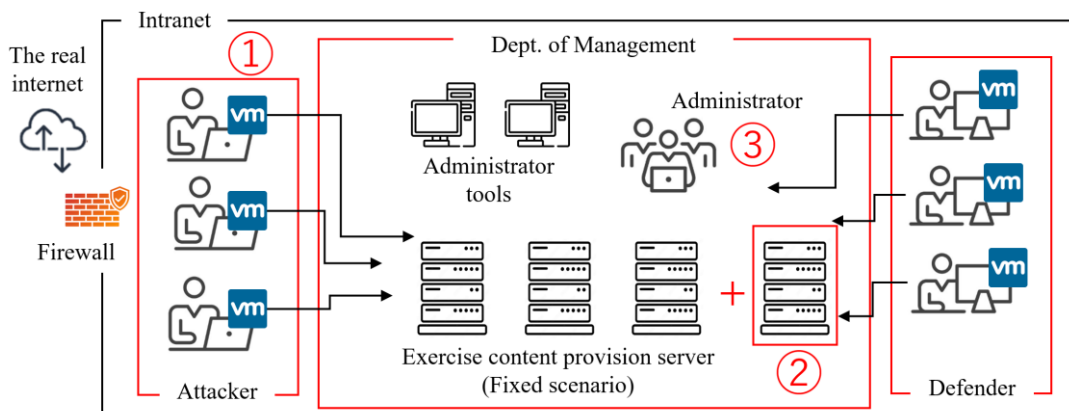 Intranet
The real
internet
①
Dept. of Management
vm
vm
vm
Administrator
③
Administrator
tools
vm
vm
vm
Firewall
+
Exercise content provision server
(Fixed scenario)
②
Attacker
Defender